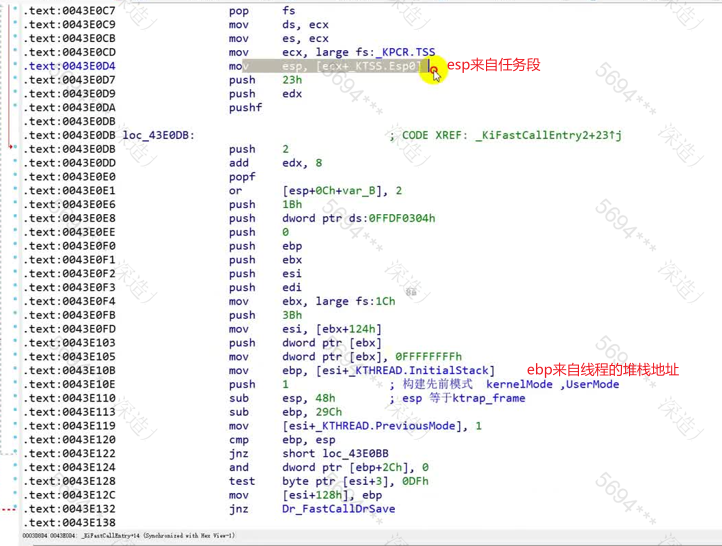 .text:0043E0C7 pop fs
.text:0043E0C9 mov ds, ecx
.text:0043E0CB mov es, ecx
.text:0043E0CD mov ecx, large fs:_KPCR.TSS
.text:0043E0D4 mov esp, [ecx+_KTSS.Esp0] esp来自任务段
.text:0043E0D7 push 23h
.text:0043E0D9 push edx
.text:0043E0DA pushf
.text:0043E0DB
.text:0043E0DB loc_43E0DB: ; CODE XREF: _KiFastCallEntry2+23↑j
.text:0043E0DB push 2
.text:0043E0DD add edx, 8
.text:0043E0E0 popf
.text:0043E0E1 or [esp+0Ch+var_B], 2
.text:0043E0E6 push 1Bh
.text:0043E0E8 push dword ptr ds:0FFDF0304h
.text:0043E0EE push 0
.text:0043E0F0 push ebp
.text:0043E0F1 push ebx
.text:0043E0F2 push esi
.text:0043E0F3 push edi
.text:0043E0F4 mov ebx, large fs:1Ch
.text:0043E0FB push 3Bh
.text:0043E0FD mov esi, [ebx+124h]
.text:0043E103 push dword ptr [ebx]
.text:0043E105 mov dword ptr [ebx], 0FFFFFFFFh
.text:0043E10B mov ebp, [esi+_KTHREAD.InitialStack] ebp来自线程的堆栈地址
.text:0043E10E push 1 ; 构建先前模式 kernelMode ,UserMode
.text:0043E110 sub esp, 48h ; esp 等于ktrap_frame
.text:0043E113 sub ebp, 29Ch
.text:0043E119 mov [esi+_KTHREAD.PreviousMode], 1
.text:0043E120 cmp ebp, esp
.text:0043E122 jnz short loc_43E0BB
.text:0043E124 and dword ptr [ebp+2Ch], 0
.text:0043E128 test byte ptr [esi+3], 0DFh
.text:0043E12C mov [esi+128h], ebp
.text:0043E132 jnz Dr_FastCallDrSave
.text:0043E138
0003D6D4 0043E0D4: _KiFastCallEntry+14 (Synchronized with Hex View-1)